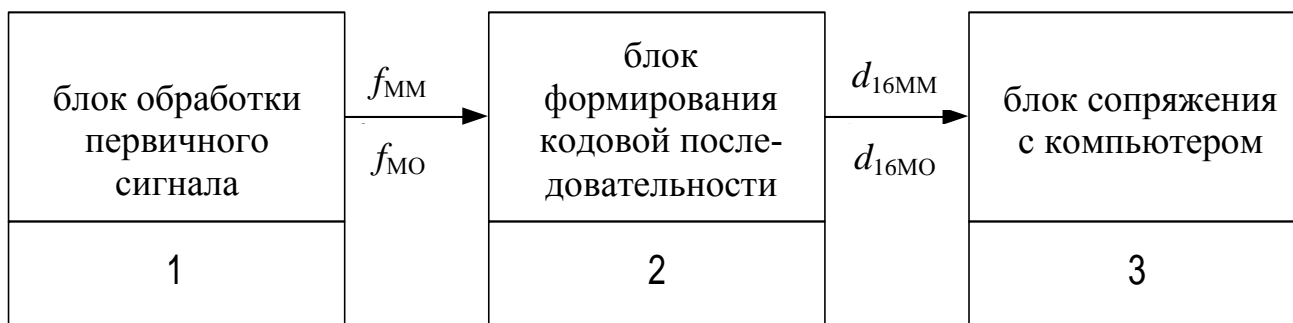 блок обработки
первичного
сигнала
1
fММ
fМО
блок
формирования
кодовой после-
довательности
2
d16ММ
d16МО
блок сопряжения
с компьютером
3